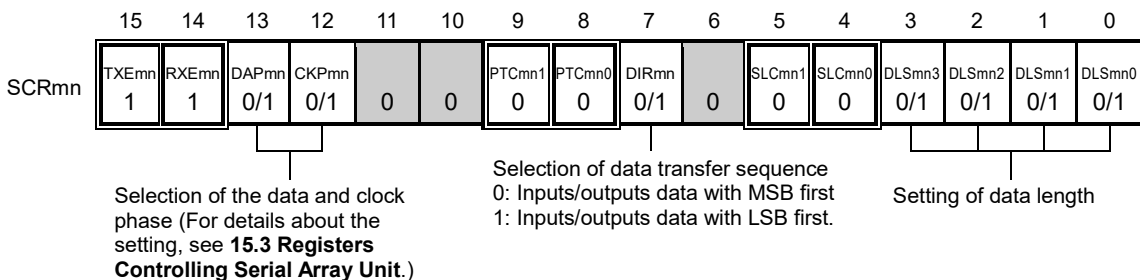 15 14 13 12 11 10 9 8 7 6 5 4 3 2 1 0
SCRmn
TXEmn RXEmn DAPmn CKPmn PTCmn1 PTCmn0 DIRmn SLCmn1 SLCmn0 DLSmn3 DLSmn2 DLSmn1 DLSmn0
1 1 0/1 0/1 0 0 0 0 0/1 0 0 0 0/1 0/1 0/1 0/1
Selection of the data and clock
phase (For details about the
setting, see 15.3 Registers
Controlling Serial Array Unit.)
Selection of data transfer sequence
0: Inputs/outputs data with MSB first
1: Inputs/outputs data with LSB first.
Setting of data length